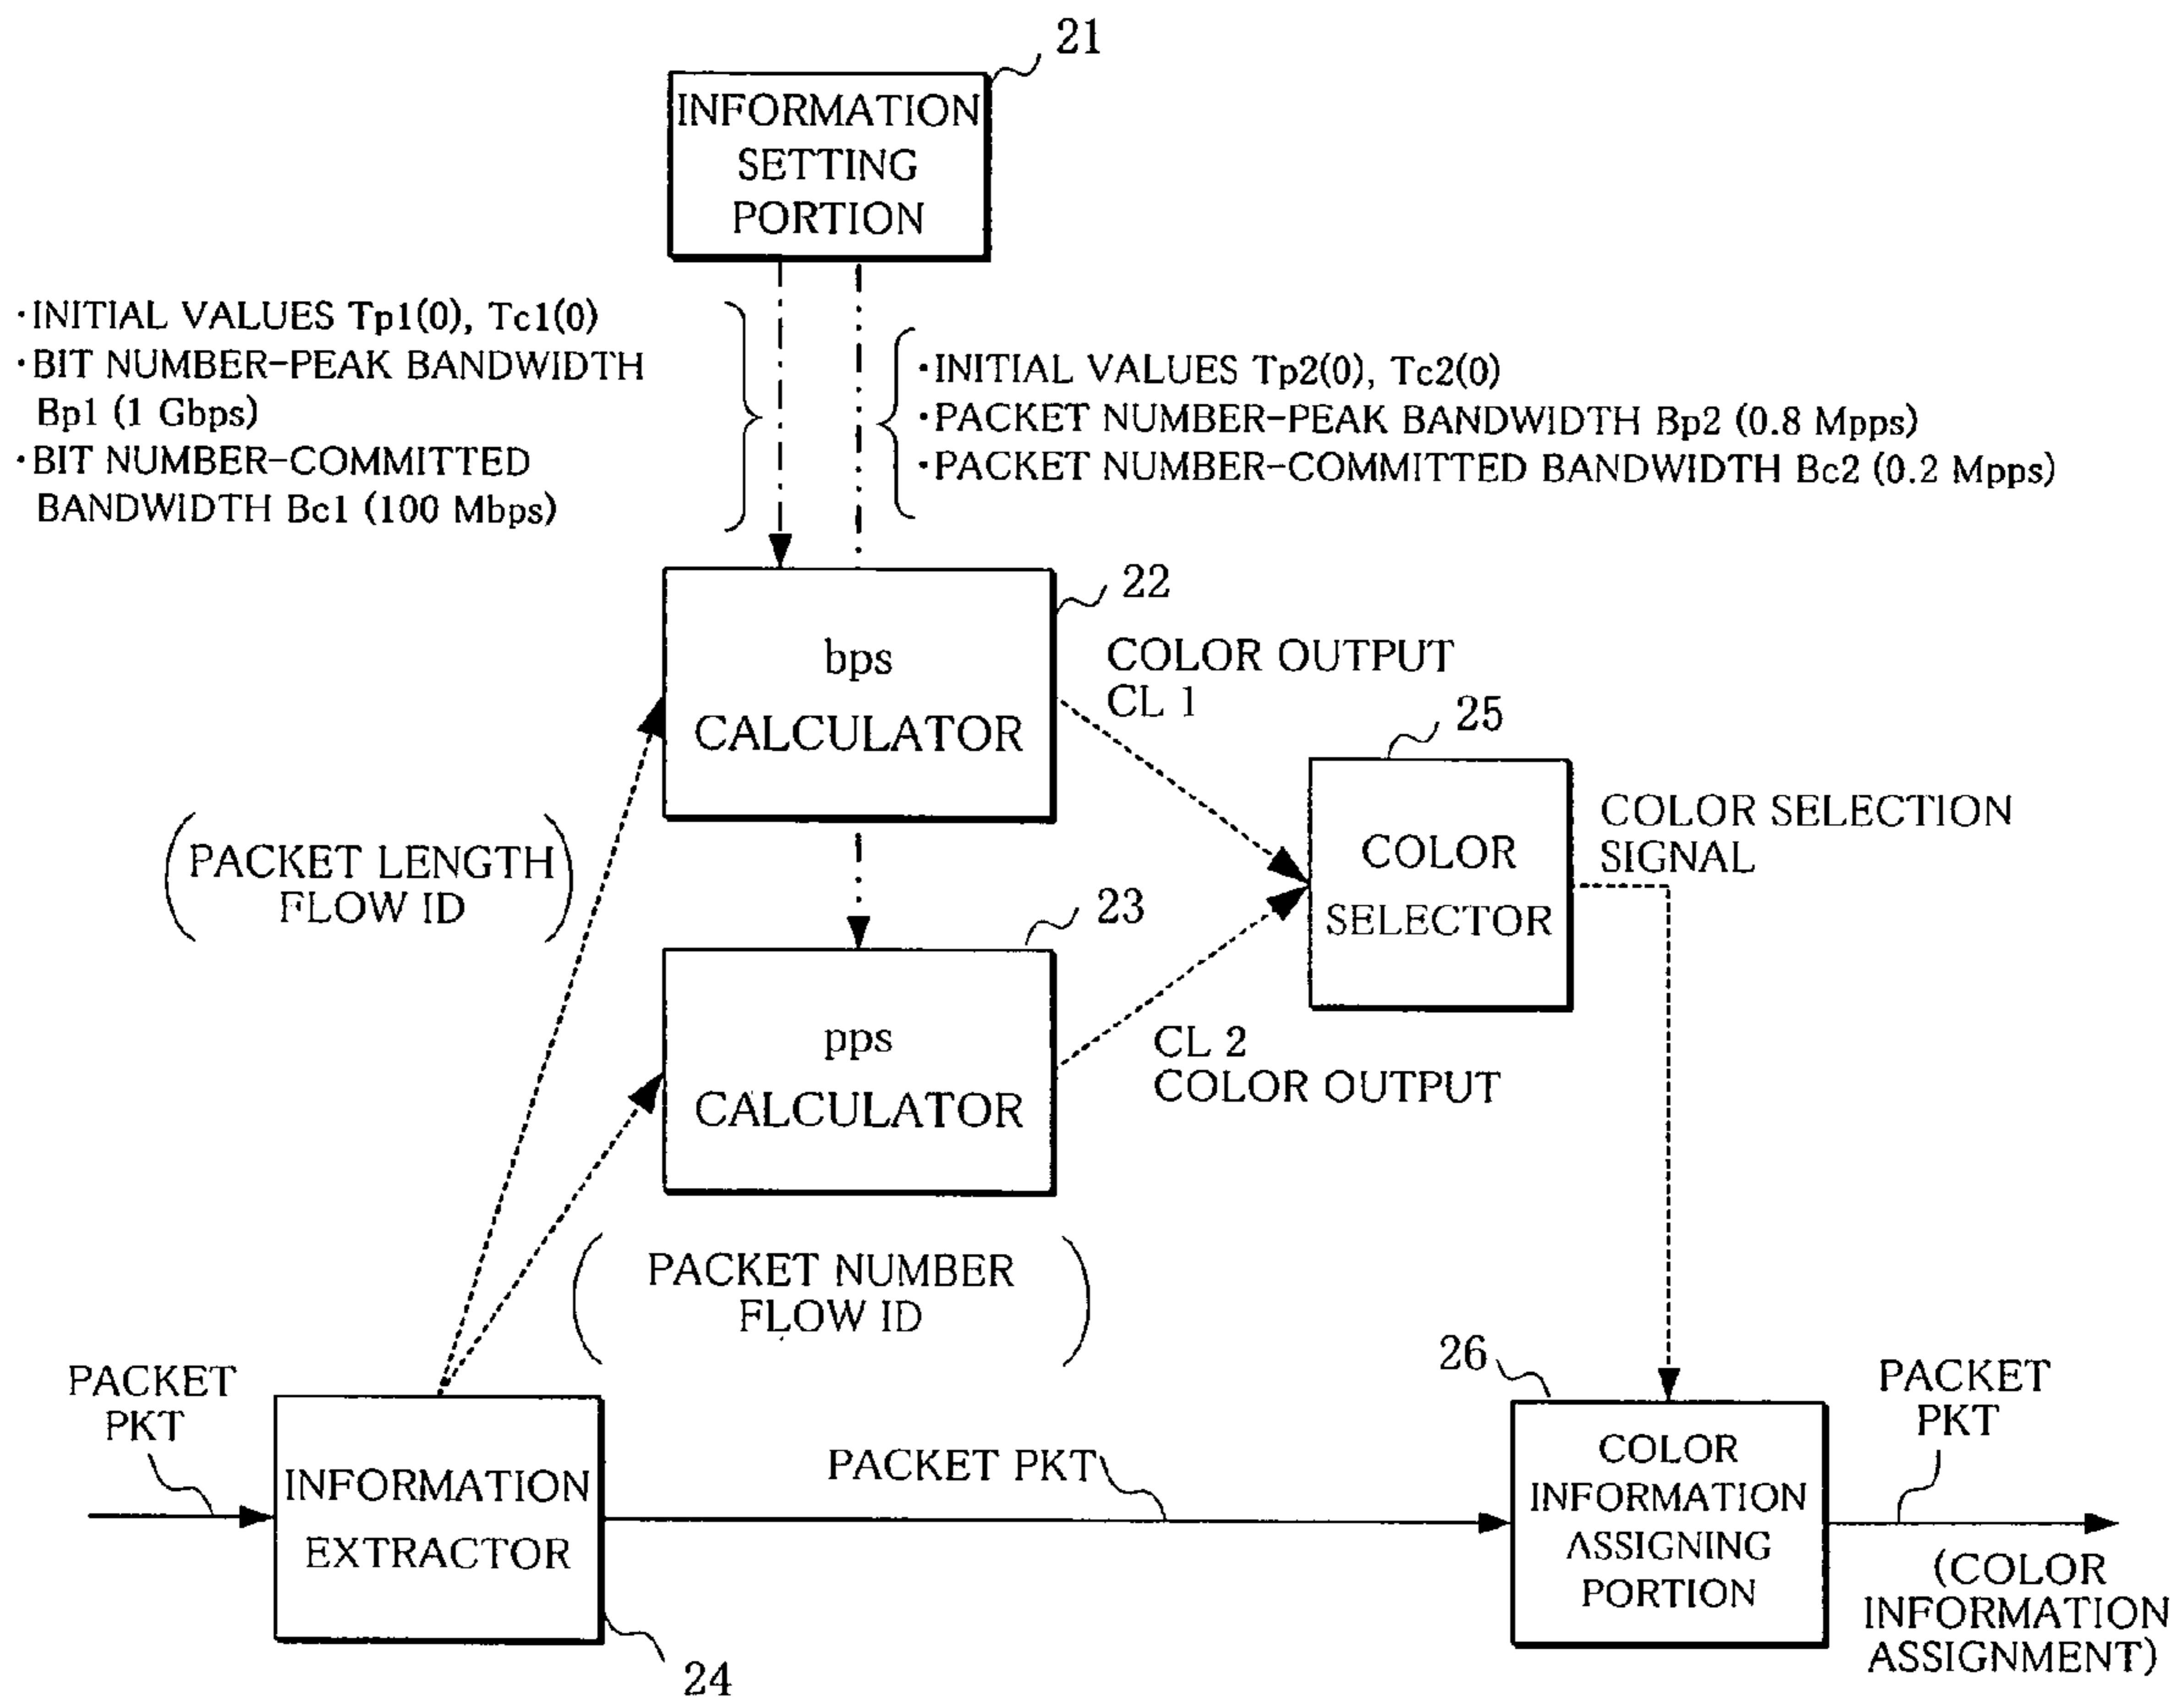 21
INFORMATION
SETTING
PORTION
·INITIAL VALUES Tp1(0), Tc1(0)
·BIT NUMBER-PEAK BANDWIDTH
Bp1 (1 Gbps)
·BIT NUMBER-COMMITTED
BANDWIDTH Bc1 (100 Mbps)
·INITIAL VALUES Tp2(0), Tc2(0)
·PACKET NUMBER-PEAK BANDWIDTH Bp2 (0.8 Mpps)
·PACKET NUMBER-COMMITTED BANDWIDTH Bc2 (0.2 Mpps)
22
bps
CALCULATOR
COLOR OUTPUT
CL 1
25
COLOR
SELECTOR
COLOR SELECTION
SIGNAL
(PACKET LENGTH
FLOW ID)
23
pps
CALCULATOR
CL 2
COLOR OUTPUT
(PACKET NUMBER
FLOW ID)
PACKET
PKT
INFORMATION
EXTRACTOR
24
PACKET PKT
26
COLOR
INFORMATION
ASSIGNING
PORTION
PACKET
PKT
(COLOR
INFORMATION
ASSIGNMENT)